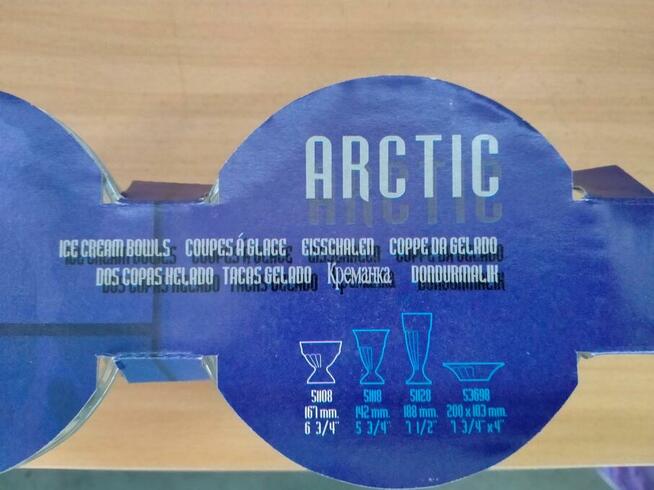 ARCTIC
ICE CREAM BOWLS COUPES Á GLACE EISSCHALEN COPPE DA GELADO
DOS COPAS HELADO TACAS GELADO Креманка DONDURMALIK
51108 51118 51128 53698
167 mm. 142 mm. 188 mm. 200 x 103 mm.
6 3/4" 5 3/4" 7 1/2" 7 3/4" x 4"